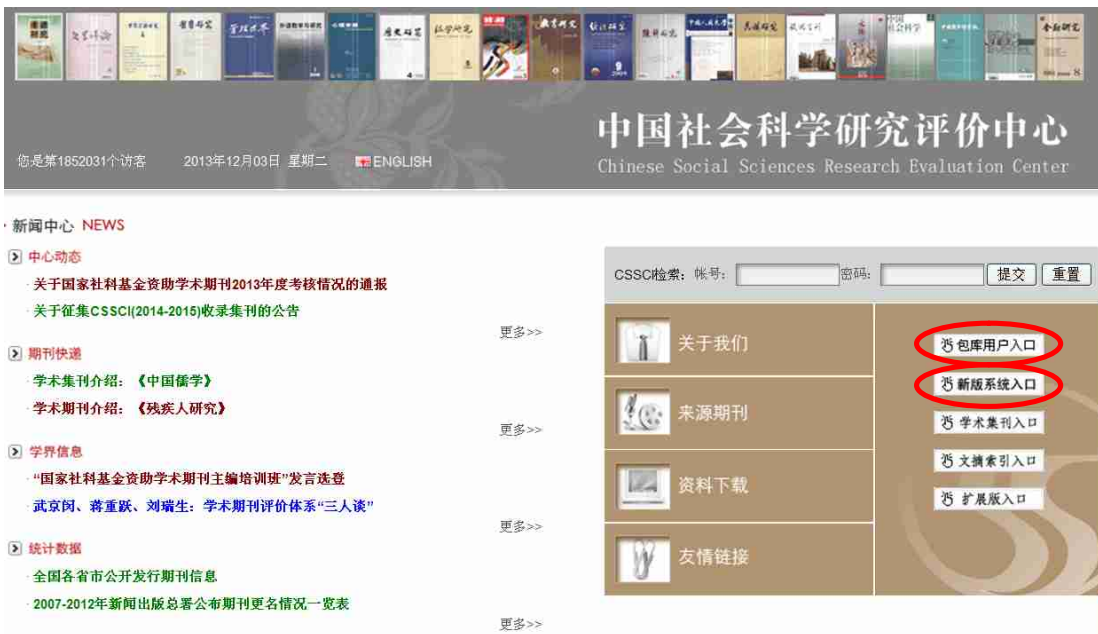 中国社会科学研究评价中心
Chinese Social Sciences Research Evaluation Center
您是第1852031个访客 2013年12月03日 星期二 ENGLISH
新闻中心 NEWS
中心动态
关于国家社科基金资助学术期刊2013年度考核情况的通报
关于征集CSSCI(2014-2015)收录集刊的公告
更多>>
期刊快递
学术集刊介绍：《中国儒学》
学术期刊介绍：《残疾人研究》
更多>>
学界信息
“国家社科基金资助学术期刊主编培训班”发言选登
武京闵、蒋重跃、刘瑞生：学术期刊评价体系“三人谈”
更多>>
统计数据
全国各省市公开发行期刊信息
2007-2012年新闻出版总署公布期刊更名情况一览表
更多>>
CSSCI检索：帐号： 密码： 提交 重置
关于我们
来源期刊
资料下载
友情链接
包库用户入口
新版系统入口
学术集刊入口
文摘索引入口
扩展版入口